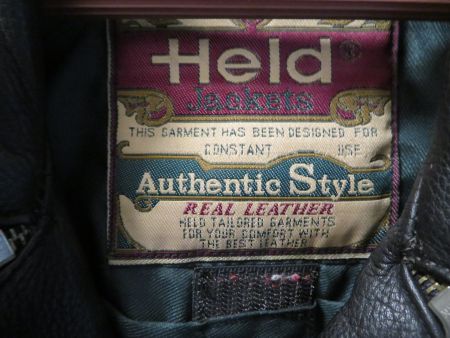 Held®
Jackets
THIS GARMENT HAS BEEN DESIGNED FOR
CONSTANT USE
Authentic Style
REAL LEATHER
HELD TAILORED GARMENTS
FOR YOUR COMFORT WITH
THE BEST LEATHER